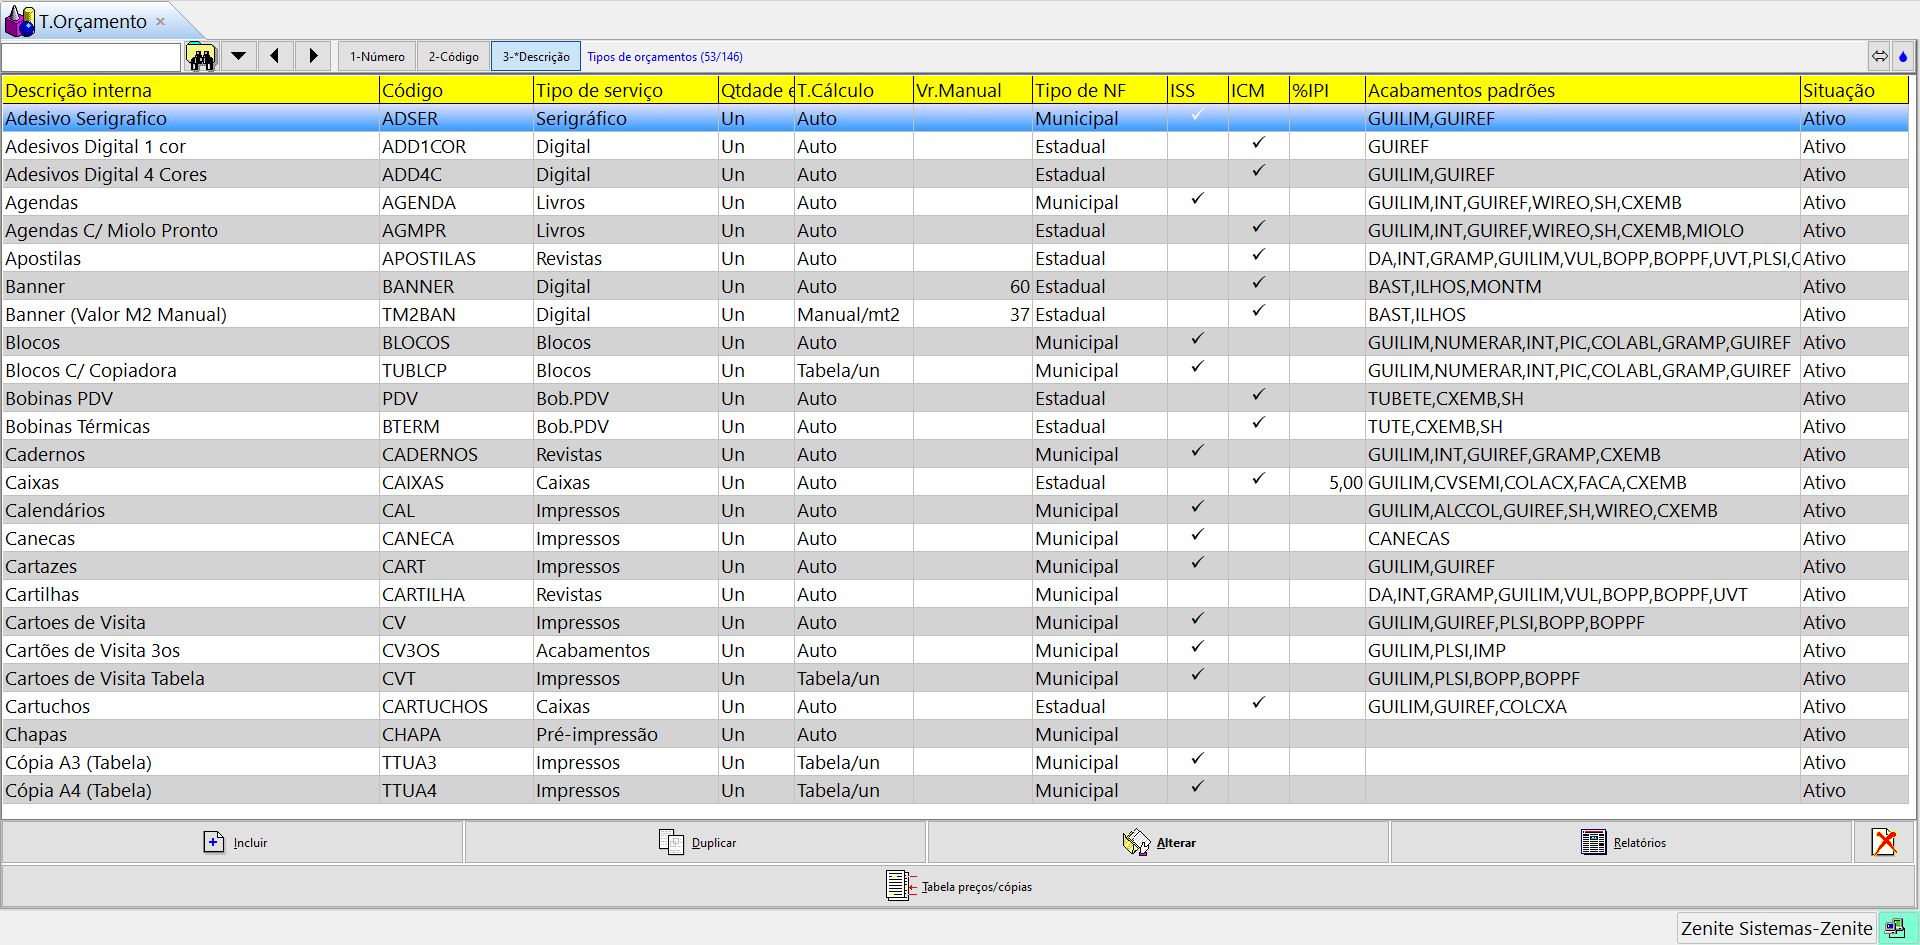 T.Orçamento
1-Número 2-Código 3-*Descrição Tipos de orçamentos (53/146)
Descrição interna Código Tipo de serviço Qtdade e T.Cálculo Vr.Manual Tipo de NF ISS ICM %IPI Acabamentos padrões Situação
Adesivo Serigrafico ADSER Serigráfico Un Auto Municipal ✓ GUILIM,GUIREF Ativo
Adesivos Digital 1 cor ADD1COR Digital Un Auto Estadual ✓ GUIREF Ativo
Adesivos Digital 4 Cores ADD4C Digital Un Auto Estadual ✓ GUILIM,GUIREF Ativo
Agendas AGENDA Livros Un Auto Municipal ✓ GUILIM,INT,GUIREF,WIREO,SH,CXEMB Ativo
Agendas C/ Miolo Pronto AGMPR Livros Un Auto Estadual ✓ GUILIM,INT,GUIREF,WIREO,SH,CXEMB,MIOLO Ativo
Apostilas APOSTILAS Revistas Un Auto Estadual ✓ DA,INT,GRAMP,GUILIM,VUL,BOPP,BOPPF,UVT,PLSI,C Ativo
Banner BANNER Digital Un Auto 60 Estadual ✓ BAST,ILHOS,MONTM Ativo
Banner (Valor M2 Manual) TM2BAN Digital Un Manual/mt2 37 Estadual ✓ BAST,ILHOS Ativo
Blocos BLOCOS Blocos Un Auto Municipal ✓ GUILIM,NUMERAR,INT,PIC,COLABL,GRAMP,GUIREF Ativo
Blocos C/ Copiadora TUBLCP Blocos Un Tabela/un Municipal ✓ GUILIM,NUMERAR,INT,PIC,COLABL,GRAMP,GUIREF Ativo
Bobinas PDV PDV Bob.PDV Un Auto Estadual ✓ TUBETE,CXEMB,SH Ativo
Bobinas Térmicas BTERM Bob.PDV Un Auto Estadual ✓ TUTE,CXEMB,SH Ativo
Cadernos CADERNOS Revistas Un Auto Municipal ✓ GUILIM,INT,GUIREF,GRAMP,CXEMB Ativo
Caixas CAIXAS Caixas Un Auto Estadual ✓ 5,00 GUILIM,CVSEMI,COLACX,FACA,CXEMB Ativo
Calendários CAL Impressos Un Auto Municipal ✓ GUILIM,ALCCOL,GUIREF,SH,WIREO,CXEMB Ativo
Canecas CANECA Impressos Un Auto Municipal ✓ CANECAS Ativo
Cartazes CART Impressos Un Auto Municipal ✓ GUILIM,GUIREF Ativo
Cartilhas CARTILHA Revistas Un Auto Municipal DA,INT,GRAMP,GUILIM,VUL,BOPP,BOPPF,UVT Ativo
Cartoes de Visita CV Impressos Un Auto Municipal ✓ GUILIM,GUIREF,PLSI,BOPP,BOPPF Ativo
Cartões de Visita 3os CV3OS Acabamentos Un Auto Municipal ✓ GUILIM,PLSI,IMP Ativo
Cartoes de Visita Tabela CVT Impressos Un Tabela/un Municipal ✓ GUILIM,PLSI,BOPP,BOPPF Ativo
Cartuchos CARTUCHOS Caixas Un Auto Estadual ✓ GUILIM,GUIREF,COLCXA Ativo
Chapas CHAPA Pré-impressão Un Auto Municipal Ativo
Cópia A3 (Tabela) TTUA3 Impressos Un Tabela/un Municipal ✓ Ativo
Cópia A4 (Tabela) TTUA4 Impressos Un Tabela/un Municipal ✓ Ativo
Incluir Duplicar Alterar Relatórios
Tabela preços/cópias
Zenite Sistemas-Zenite